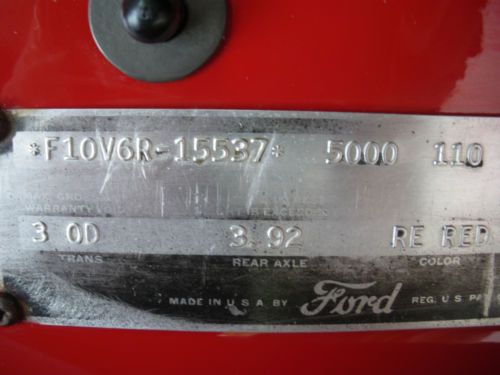 *F10V6R-15537* 5000 110
WARRANTY
3 OD 3.92 RE RED
TRANS REAR AXLE COLOR
MADE IN U S A BY Ford REG. U S